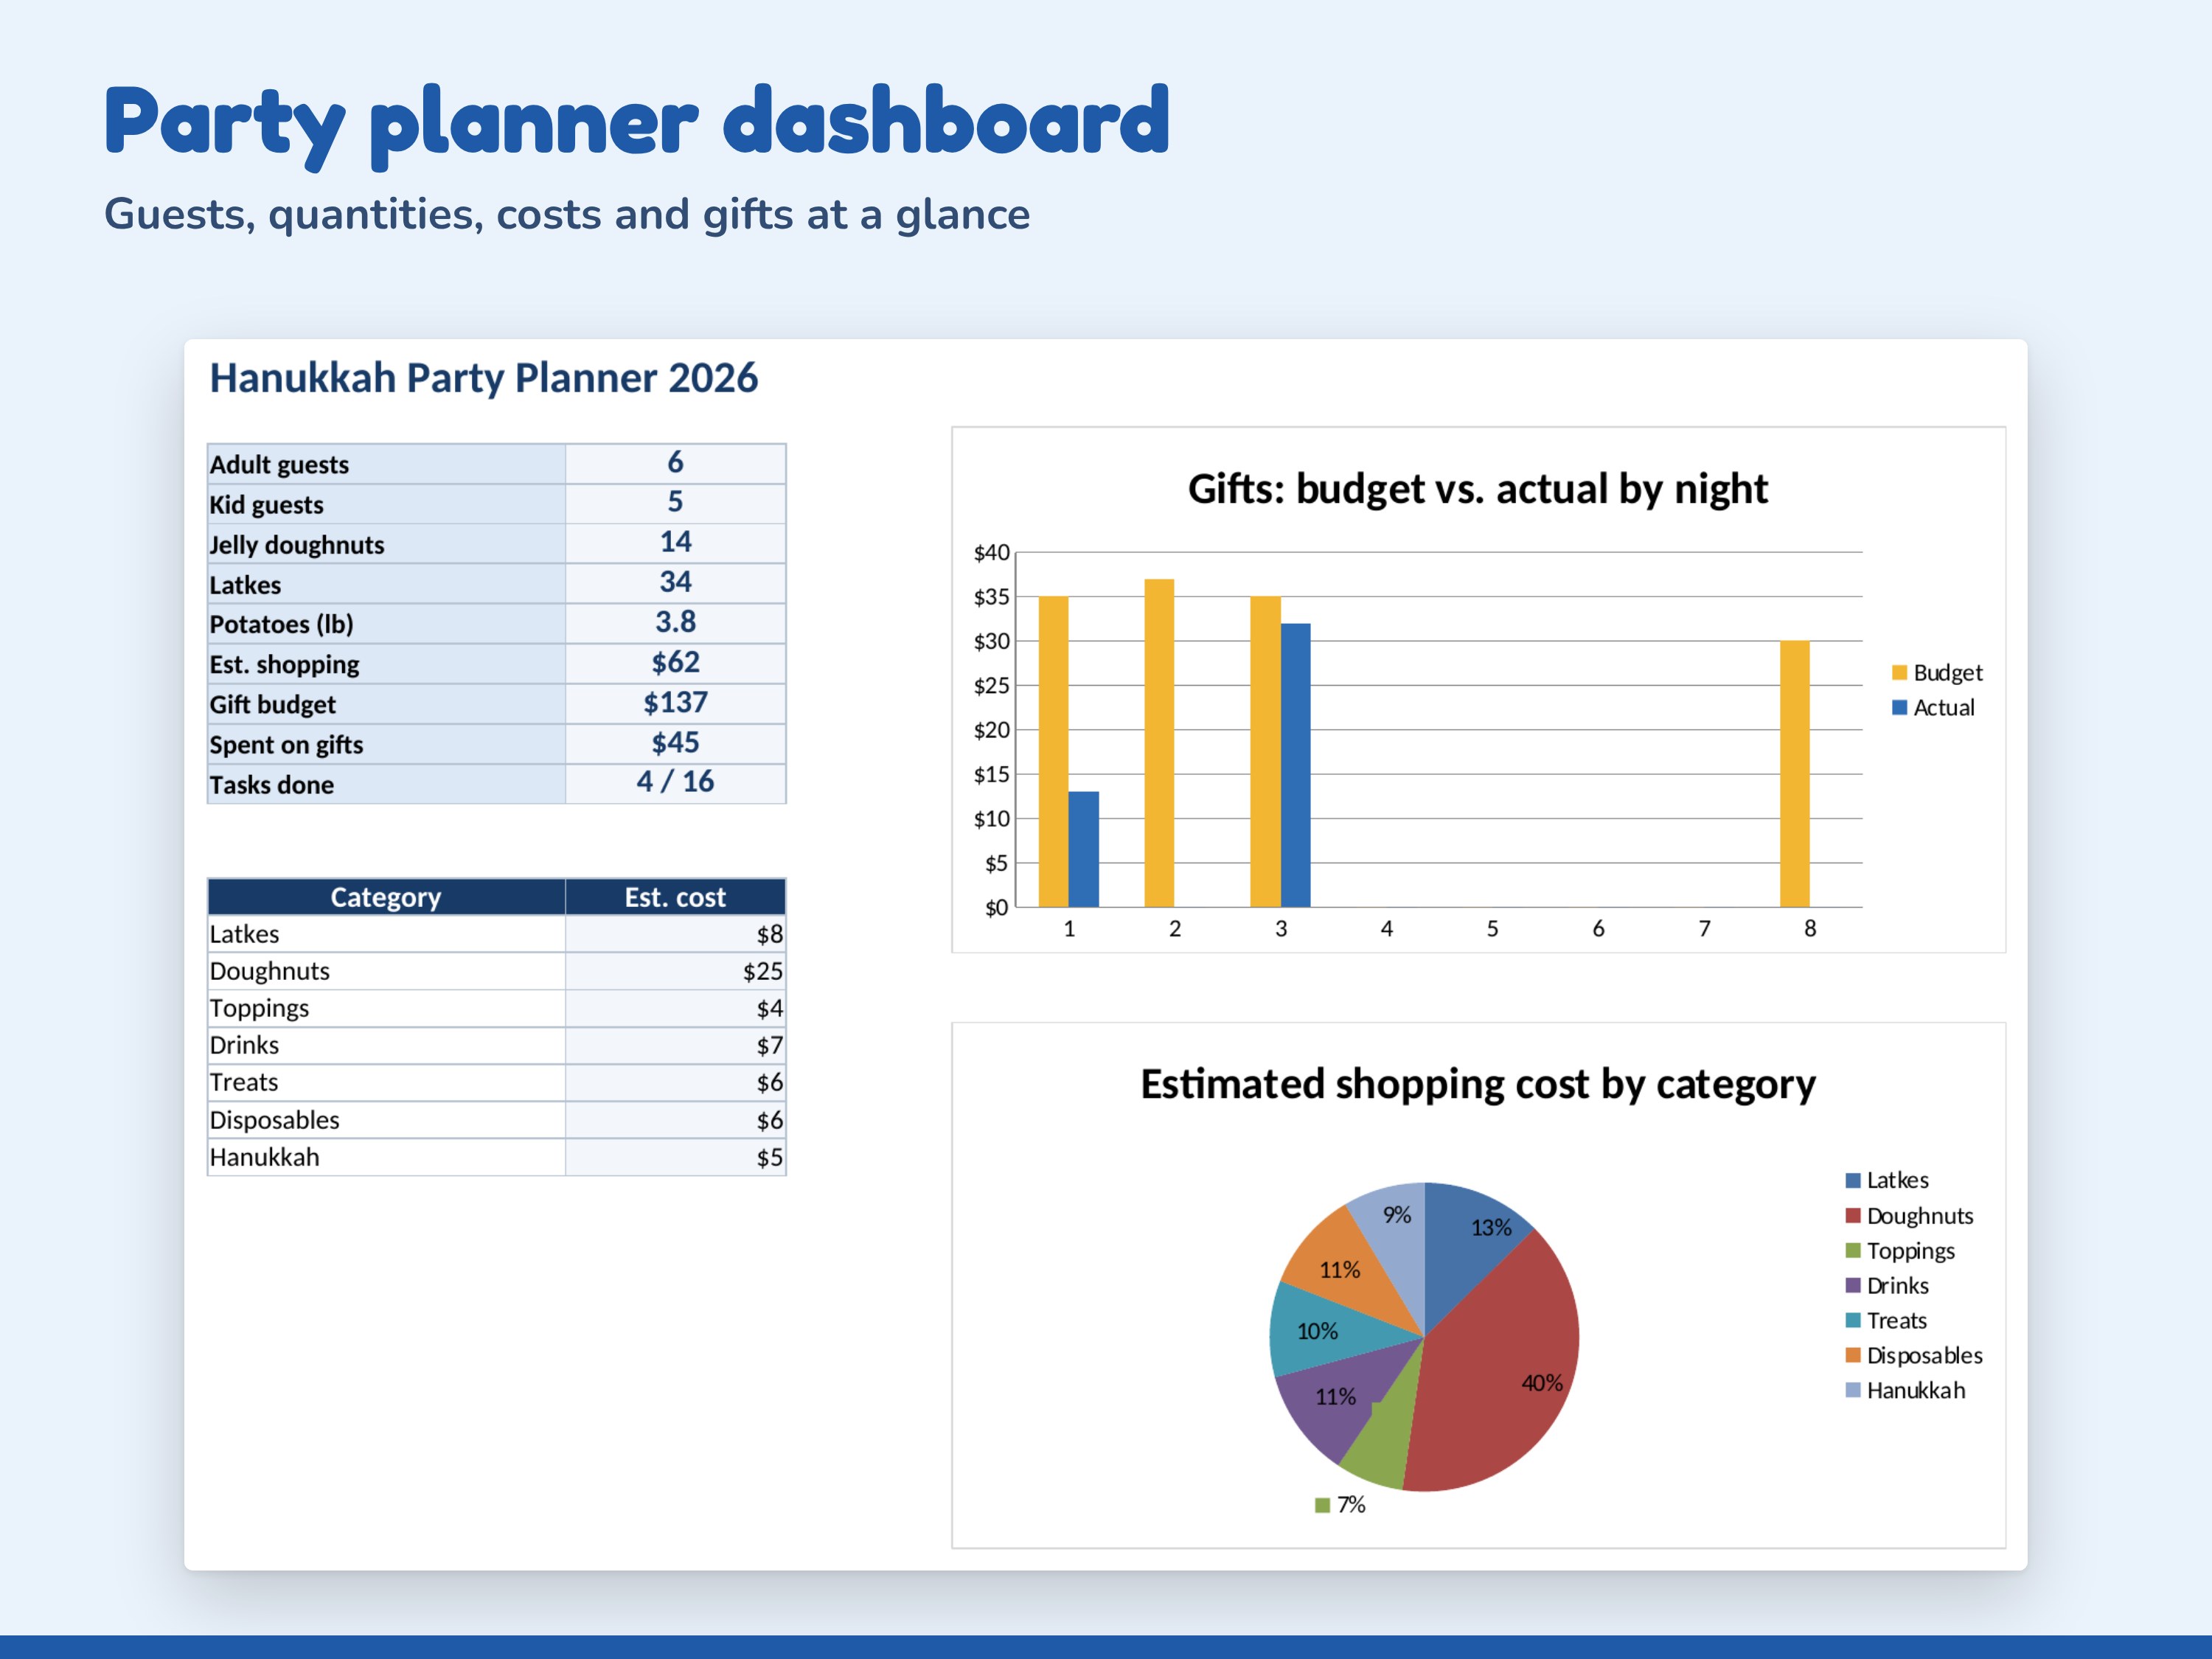 Party planner dashboard
Guests, quantities, costs and gifts at a glance
Hanukkah Party Planner 2026
Adult guests 6
Kid guests 5
Jelly doughnuts 14
Latkes 34
Potatoes (lb) 3.8
Est. shopping $62
Gift budget $137
Spent on gifts $45
Tasks done 4 / 16
Category Est. cost
Latkes $8
Doughnuts $25
Toppings $4
Drinks $7
Treats $6
Disposables $6
Hanukkah $5
Gifts: budget vs. actual by night
$40
$35
$30
$25
$20
$15
$10
$5
$0
1 2 3 4 5 6 7 8
Budget
Actual
Estimated shopping cost by category
9%
13%
11%
10%
40%
11%
7%
Latkes
Doughnuts
Toppings
Drinks
Treats
Disposables
Hanukkah